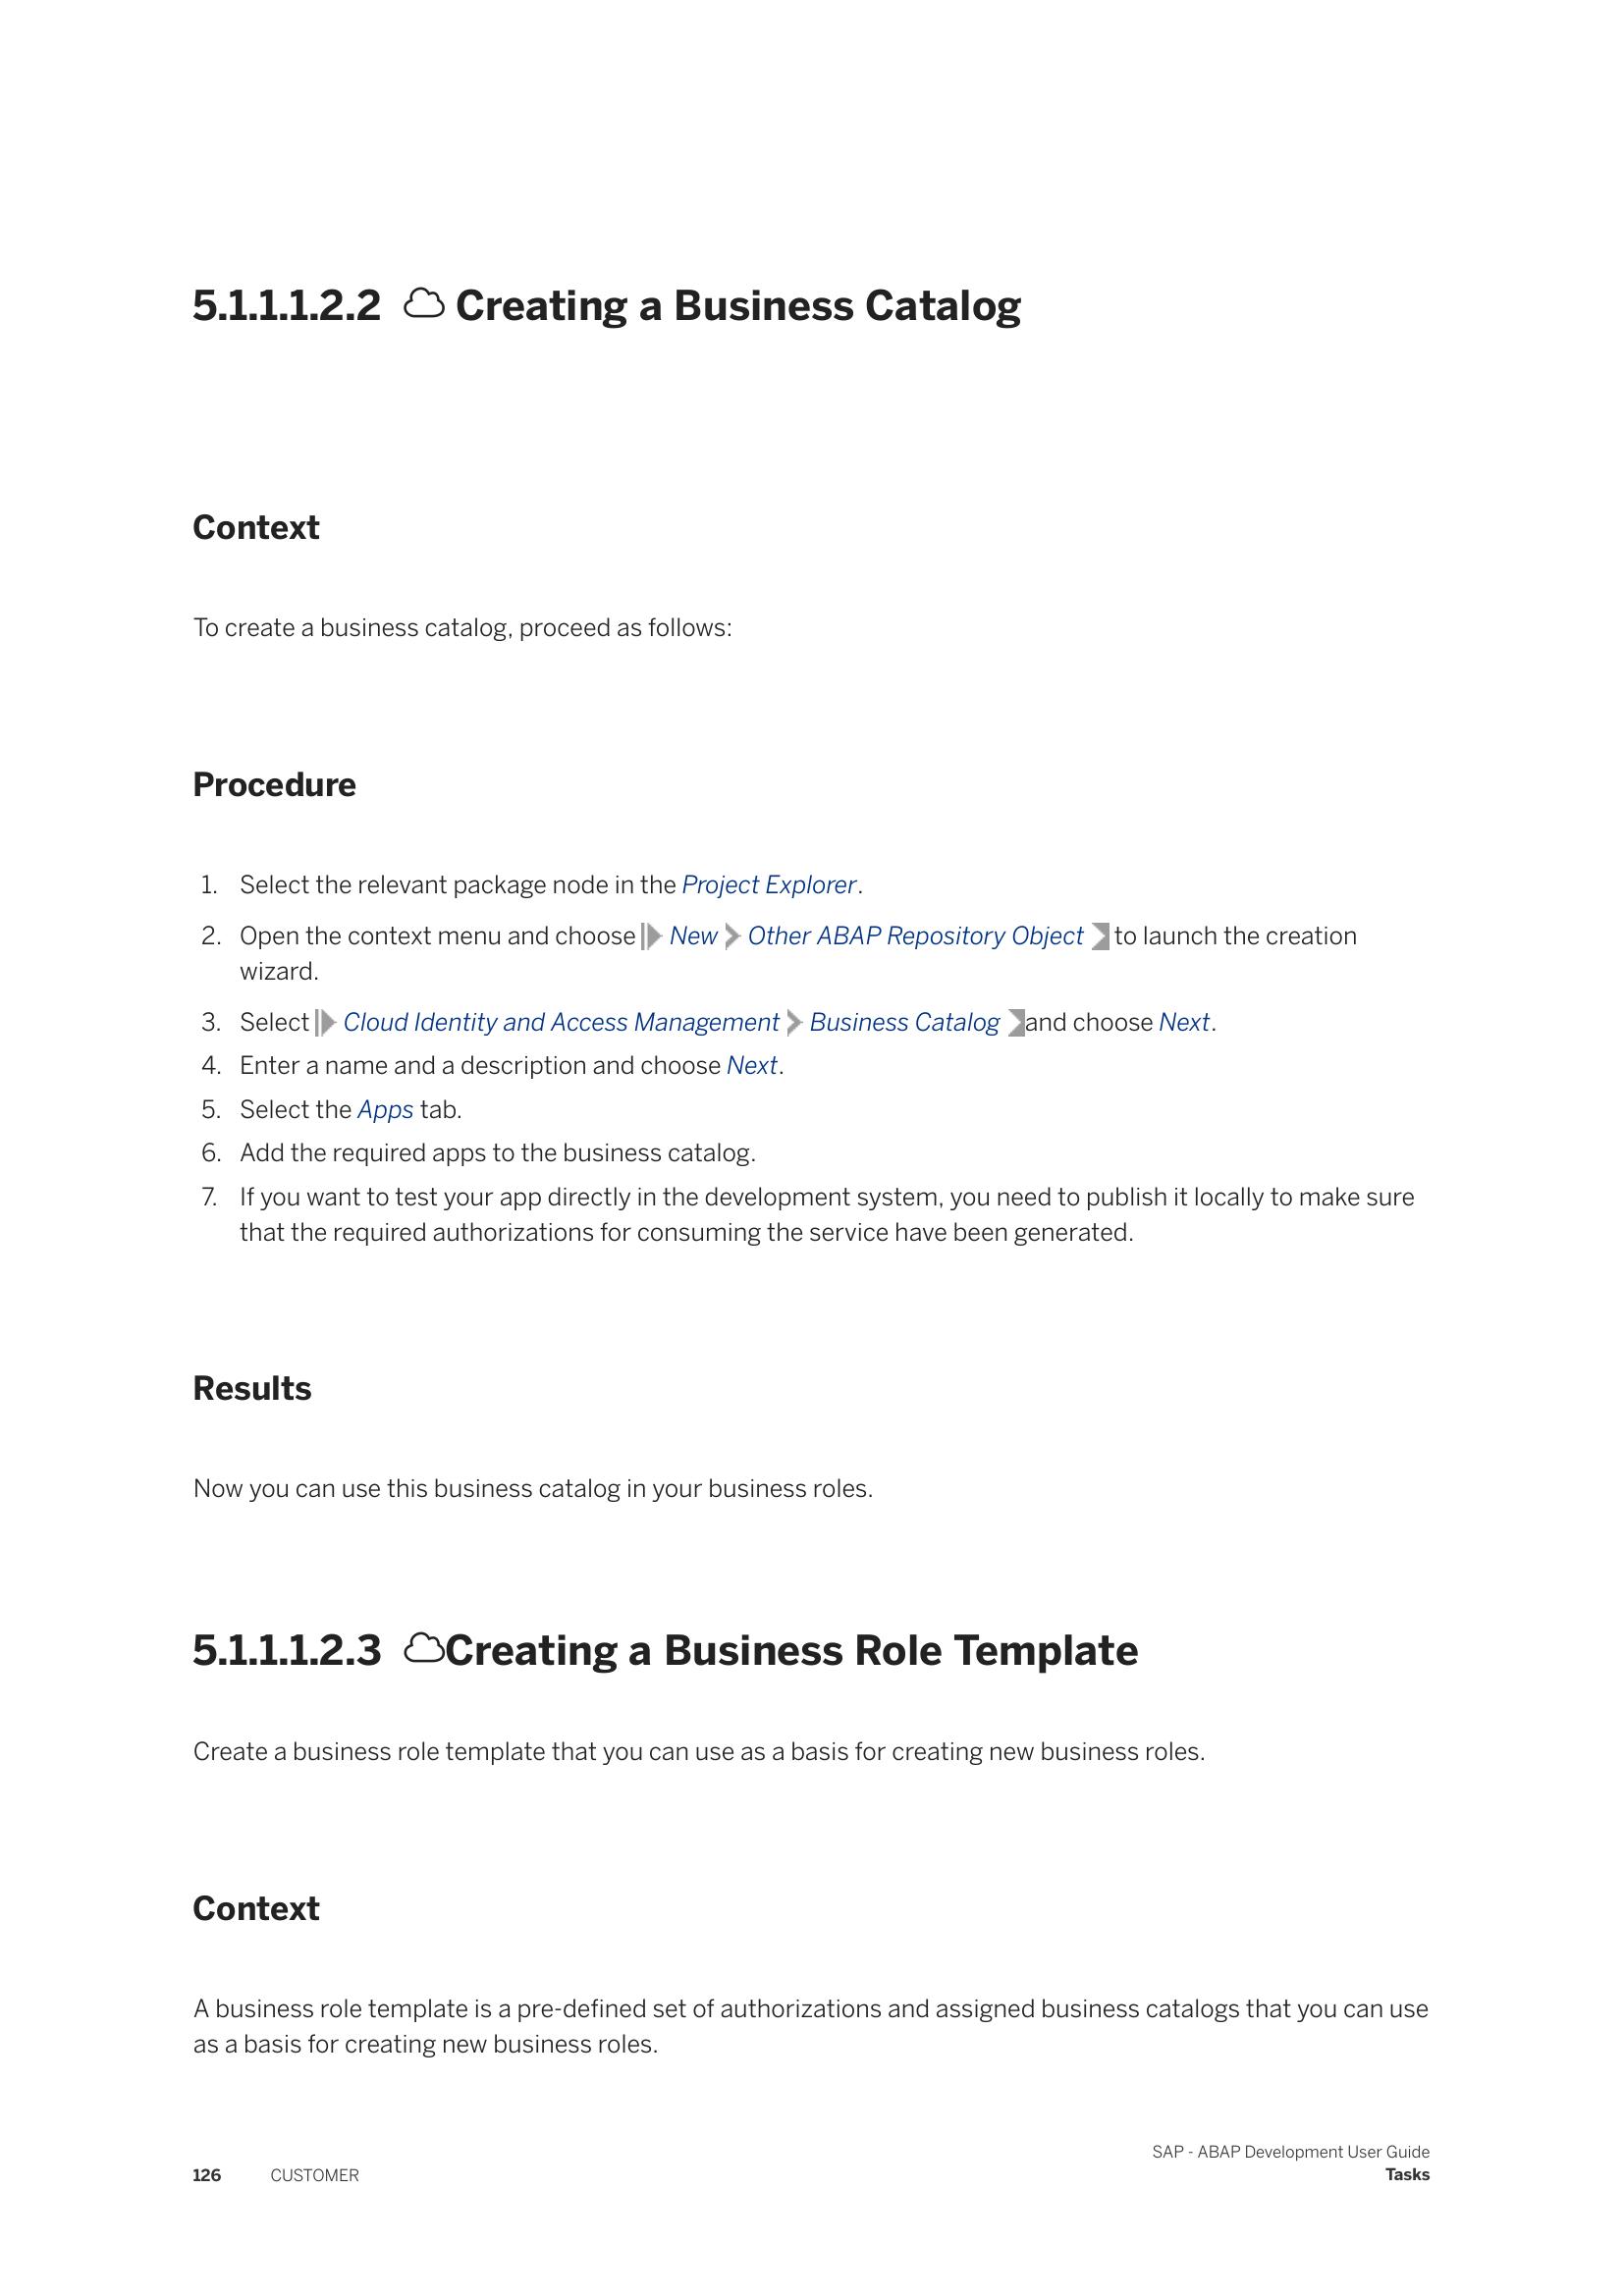 5.1.1.1.2.2 Creating a Business Catalog
Context
To create a business catalog, proceed as follows:
Procedure
1. Select the relevant package node in the Project Explorer.
2. Open the context menu and choose New Other ABAP Repository Object to launch the creation
wizard.
3. Select Cloud Identity and Access Management Business Catalog and choose Next.
4. Enter a name and a description and choose Next.
5. Select the Apps tab.
6. Add the required apps to the business catalog.
7. If you want to test your app directly in the development system, you need to publish it locally to make sure
that the required authorizations for consuming the service have been generated.
Results
Now you can use this business catalog in your business roles.
5.1.1.1.2.3 Creating a Business Role Template
Create a business role template that you can use as a basis for creating new business roles.
Context
A business role template is a pre-defined set of authorizations and assigned business catalogs that you can use
as a basis for creating new business roles.
SAP - ABAP Development User Guide
126 CUSTOMER Tasks